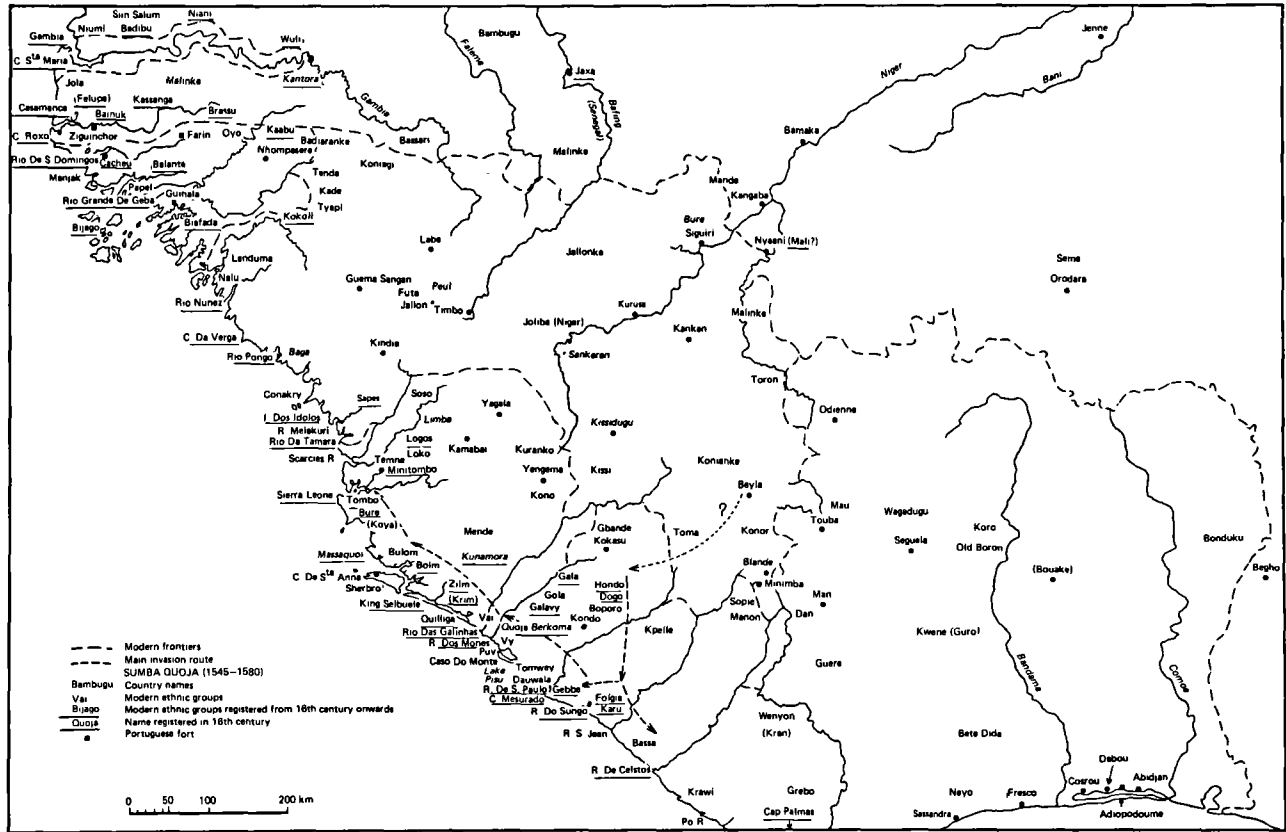 Siin Salum
Niani
Niumi
Badibu
Gambia
Wuli
C Sta Maria
Malinke
Kantora
Jola
(Felupe)
Kassanga
Casamanca
Bainuk
Brassu
Gambia
C Roxo
Ziguinchor
Farin
Oyo
Kaabu
Badiaranke
Bassari
Rio De S Domingos
Cacheu
Balante
Nhompasere
Koniagi
Manjak
Papel
Tenda
Rio Grande De Geba
Guinala
Kade
Tyapi
Bijago
Biafada
Kokoli
Bambugu
Faleme
Jaxa
Bafing
(Senegal)
Malinke
Niger
Jenne
Bani
Bamako
Mande
Kangaba
Bure
Siguiri
Nyaani (Mali?)
Landuma
Labe
Jallonke
Nalu
Guema Sangan
Futa
Peul
Jallon
Timbo
Rio Nunez
Sema
Orodara
Malinke
Kurusa
Joliba (Niger)
Kankan
Sankaran
C Da Verga
Rio Pongo
Baga
Kindia
Toron
Conakry
I Dos Idolos
Sapes
Soso
Yagala
Odienne
R Melakuri
Rio Da Tamara
Limba
Kissidugu
Logos
Loko
Kamabai
Kuranko
Scarcies R
Temne
Minitombo
Yengema
Kissi
Konianke
Kono
Beyla
Sierra Leone
Tombo
Bure
(Koya)
?
Mau
Touba
Wagadugu
Koro
Mende
Gbande
Kokasu
Toma
Konor
Seguela
Old Boron
Bonduku
Massaquoi
Bulom
Kunamora
(Bouake)
Begho
C De Sta Anna
Bolm
Gala
Blande
Minimba
Sherbro
Zilm
(Krim)
Gola
Hondo
Dogo
Man
King Selbuele
Galavy
Boporo
Sopie
Dan
Quilliga
Vai
Quoja Berkoma
Kondo
Kpelle
Manon
Kwene (Guro)
Rio Das Galinhas
R Dos Mones
Vy
Puy
Caso Do Monte
Lake
Pisu
Tomwey
Dauwala
Guere
Bandama
Comoe
R. De S. Paulo
Gebbe
C Mesurado
Folgia
Karu
R Do Sungo
Wenyon
(Kran)
R S Jean
Bassa
Bete Dida
R De Celstos
Dabou
Krawi
Grebo
Neyo
Fresco
Cosrou
Abidjan
Po R
Cap Palmas
Sassandra
Adiopodoume
Modern frontiers
Main invasion route
SUMBA QUOJA (1545–1580)
Bambugu Country names
Vai Modern ethnic groups
Bijago Modern ethnic groups registered from 16th century onwards
Quoja Name registered in 16th century
Portuguese fort
0 100 200 km